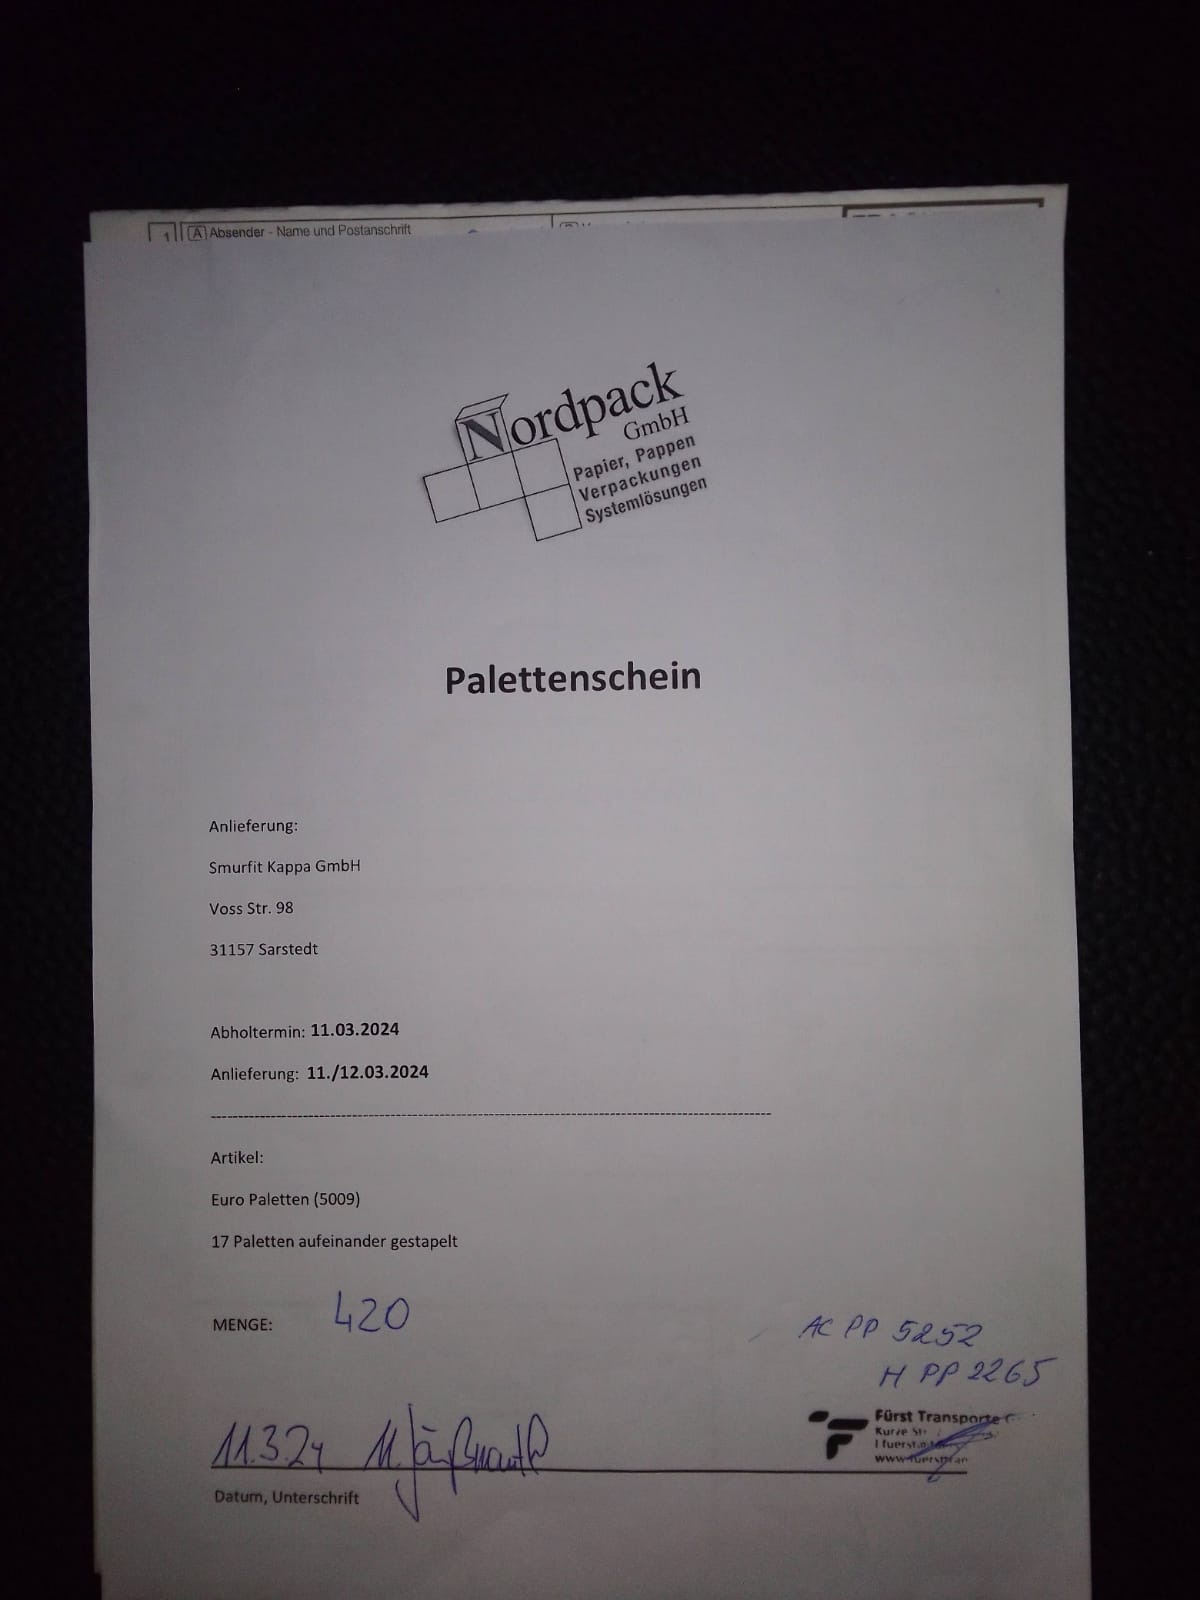 1 A Absender - Name und Postanschrift
Nordpack
GmbH
Papier, Pappen
Verpackungen
Systemlösungen
Palettenschein
Anlieferung:
Smurfit Kappa GmbH
Voss Str. 98
31157 Sarstedt
Abholtermin: 11.03.2024
Anlieferung: 11./12.03.2024
--------------------------------------------------------------------------------------------------------------
Artikel:
Euro Paletten (5009)
17 Paletten aufeinander gestapelt
MENGE: 420
AC PP 5252
H PP 2265
Fürst Transporte
Kurze
11.3.24
Datum, Unterschrift